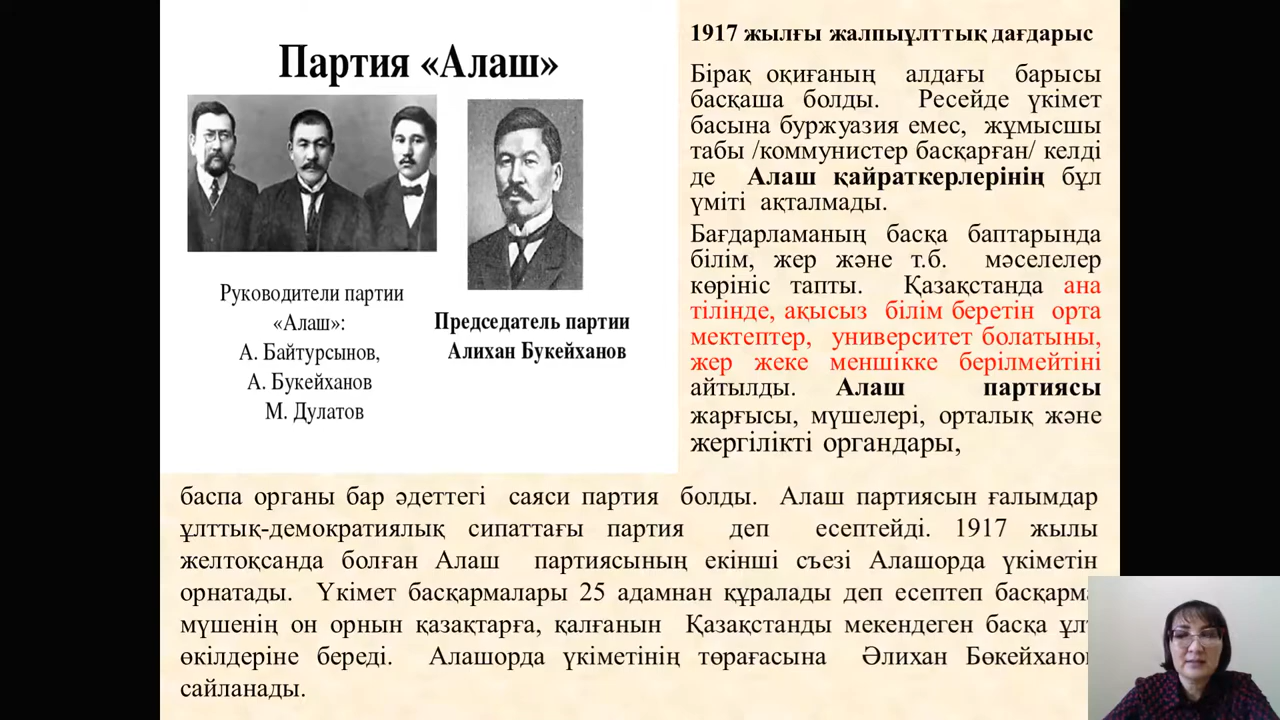 Партия «Алаш»
Руководители партии
«Алаш»:
А. Байтурсынов,
А. Букейханов
М. Дулатов
Председатель партии
Алихан Букейханов
1917 жылғы жалпыұлттық дағдарыс
Бірақ оқиғаның алдағы барысы
басқаша болды. Ресейде үкімет
басына буржуазия емес, жұмысшы
табы /коммунистер басқарған/ келді
де Алаш қайраткерлерінің бұл
үміті ақталмады.
Бағдарламаның басқа баптарында
білім, жер және т.б. мәселелер
көрініс тапты. Қазақстанда ана
тілінде, ақысыз білім беретін орта
мектептер, университет болатыны,
жер жеке меншікке берілмейтіні
айтылды. Алаш партиясы
жарғысы, мүшелері, орталық және
жергілікті органдары,
баспа органы бар әдеттегі саяси партия болды. Алаш партиясын ғалымдар
ұлттық-демократиялық сипаттағы партия деп есептейді. 1917 жылы
желтоқсанда болған Алаш партиясының екінші съезі Алашорда үкіметін
орнатады. Үкімет басқармалары 25 адамнан құралады деп есептеп
мүшенің он орнын қазақтарға, қалғанын Қазақстанды мекендеген басқа
өкілдеріне береді. Алашорда үкіметінің төрағасына Әлихан
сайланады.